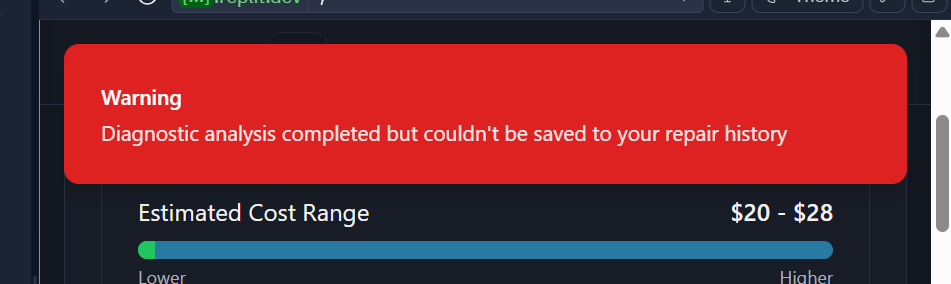 Warning
Diagnostic analysis completed but couldn't be saved to your repair history
Estimated Cost Range
$20 - $28
Lower
Higher